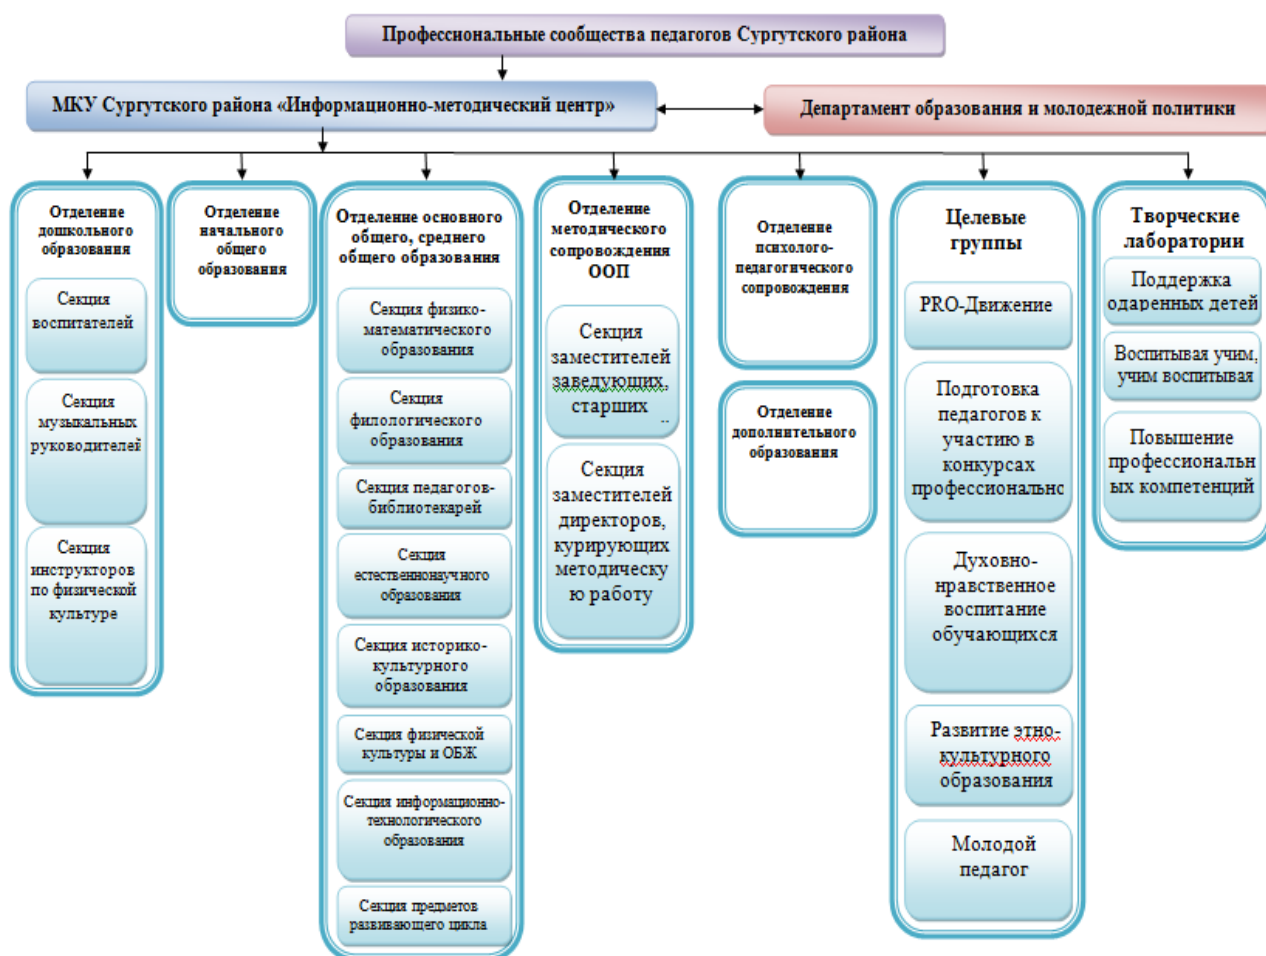 Профессиональные сообщества педагогов Сургутского района
МКУ Сургутского района «Информационно-методический центр»
Департамент образования и молодежной политики
Отделение
дошкольного
образования
Секция
воспитателей
Секция
музыкальных
руководителей
Секция
инструкторов
по физической
культуре
Отделение
начального
общего
образования
Отделение основного
общего, среднего
общего образования
Секция физико-
математического
образования
Секция
филологического
образования
Секция педагогов-
библиотекарей
Секция
естественнонаучного
образования
Секция историко-
культурного
образования
Секция физической
культуры и ОБЖ
Секция информационно-
технологического
образования
Секция предметов
развивающего цикла
Отделение
методического
сопровождения
ООП
Секция
заместителей
заведующих,
старших
Секция
заместителей
директоров,
курирующих
методическу
ю работу
Отделение
психолого-
педагогического
сопровождения
Отделение
дополнительного
образования
Целевые
группы
PRO-Движение
Подготовка
педагогов к
участию в
конкурсах
профессионально
Духовно-
нравственное
воспитание
обучающихся
Развитие этно-
культурного
образования
Молодой
педагог
Творческие
лаборатории
Поддержка
одаренных детей
Воспитывая учим,
учим воспитывая
Повышение
профессиональн
ых компетенций